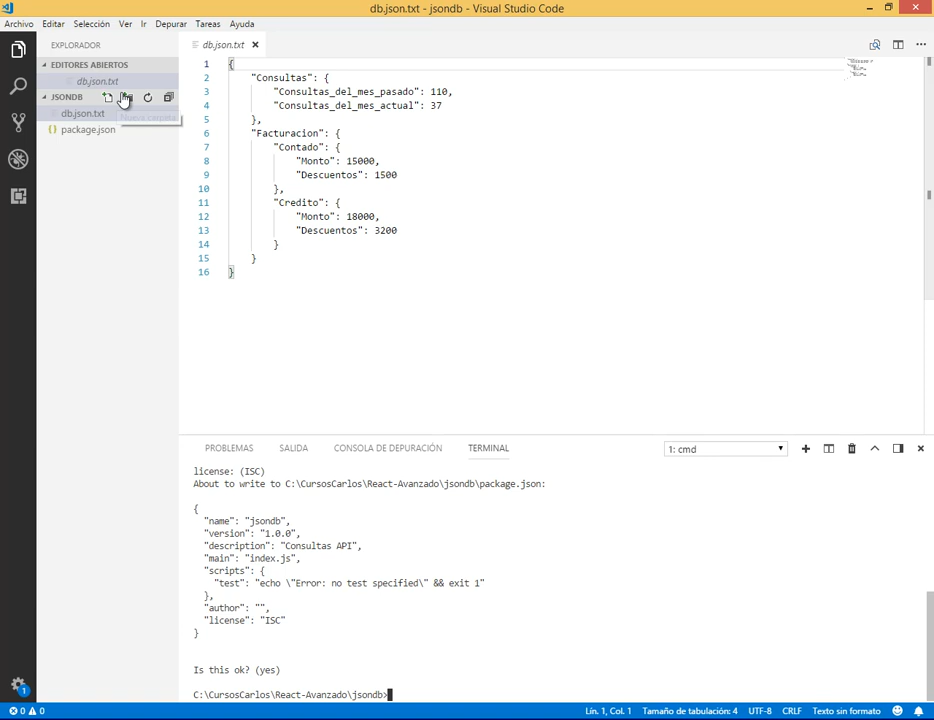 db.json.txt - jsondb - Visual Studio Code
Archivo Editar Selección Ver Ir Depurar Tareas Ayuda
EXPLORADOR
EDITORES ABIERTOS
db.json.txt
JSONDB
Nueva carpeta
db.json.txt
{} package.json
db.json.txt
1 {
2 "Consultas": {
3 "Consultas_del_mes_pasado": 110,
4 "Consultas_del_mes_actual": 37
5 },
6 "Facturacion": {
7 "Contado": {
8 "Monto": 15000,
9 "Descuentos": 1500
10 },
11 "Credito": {
12 "Monto": 18000,
13 "Descuentos": 3200
14 }
15 }
16 }
PROBLEMAS SALIDA CONSOLA DE DEPURACIÓN TERMINAL 1: cmd
license: (ISC)
About to write to C:\CursosCarlos\React-Avanzado\jsondb\package.json:
{
"name": "jsondb",
"version": "1.0.0",
"description": "Consultas API",
"main": "index.js",
"scripts": {
"test": "echo \"Error: no test specified\" && exit 1"
},
"author": "",
"license": "ISC"
}
Is this ok? (yes)
C:\CursosCarlos\React-Avanzado\jsondb>
1
0 0 Lín. 1, Col. 1 Tamaño de tabulación: 4 UTF-8 CRLF Texto sin formato